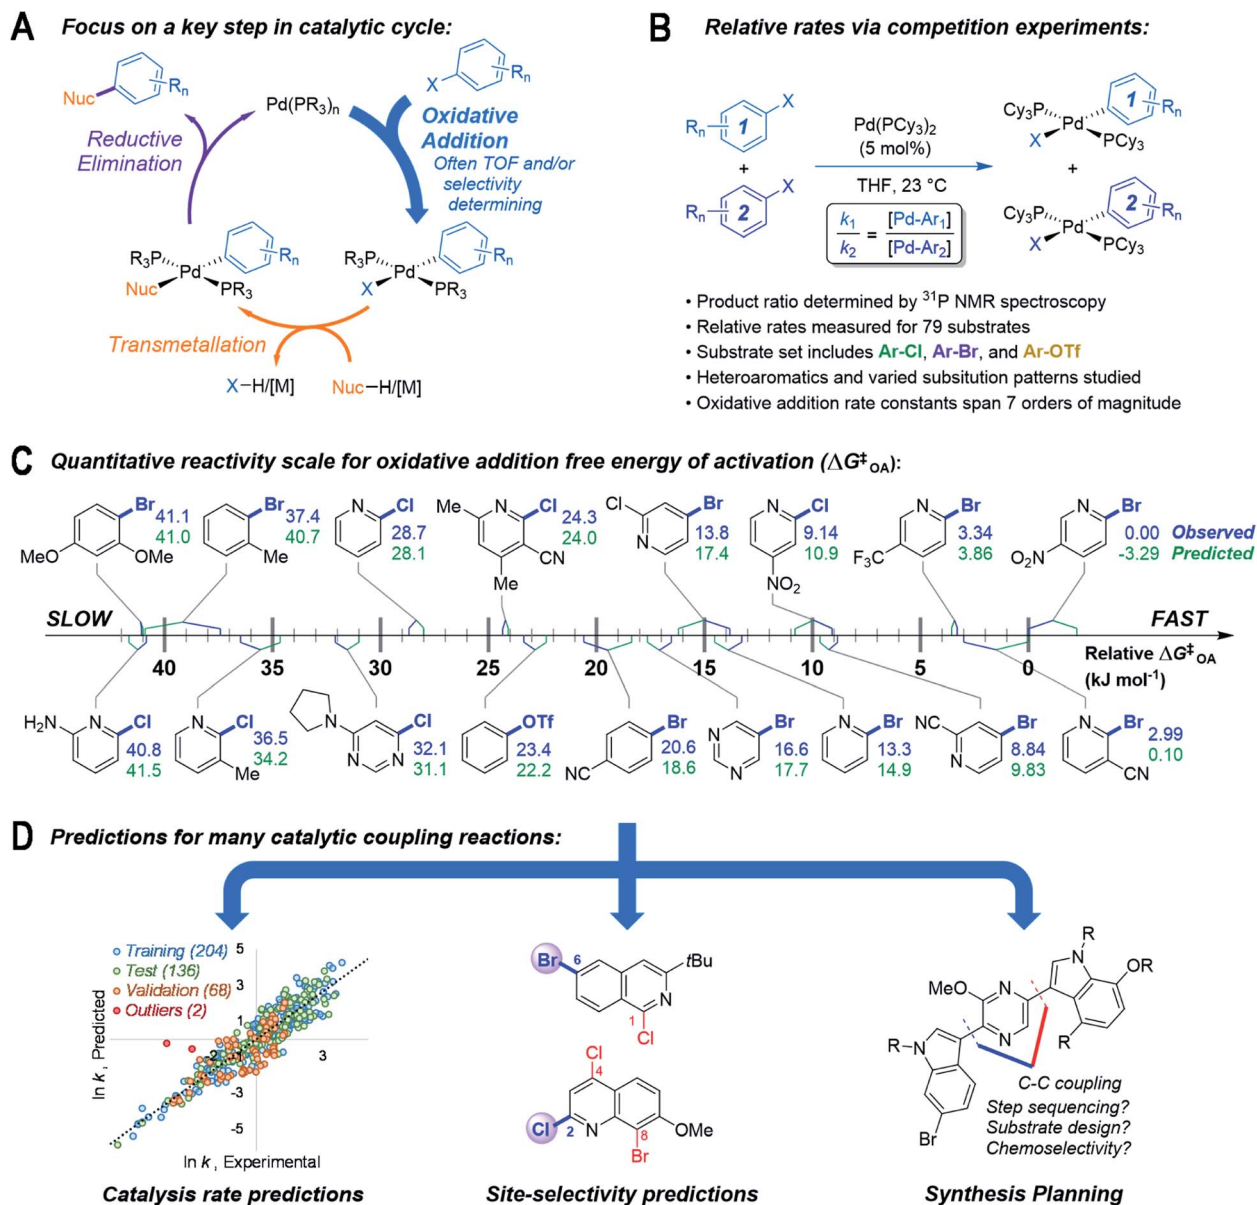 A Focus on a key step in catalytic cycle:
X
Rn
Nuc
Rn
Pd(PR3)n
Oxidative
Addition
Often TOF and/or
selectivity
determining
Reductive
Elimination
R3P
Pd
Nuc
PR3
Rn
R3P
Pd
X
PR3
Rn
Transmetallation
X–H/[M]
Nuc–H/[M]
B Relative rates via competition experiments:
X
Rn
1
+
X
Rn
2
Pd(PCy3)2
(5 mol%)
THF, 23 °C
k1/k2 = [Pd-Ar1]/[Pd-Ar2]
Cy3P
Pd
X
PCy3
1
Rn
+
Cy3P
Pd
X
PCy3
2
Rn
• Product ratio determined by 31P NMR spectroscopy
• Relative rates measured for 79 substrates
• Substrate set includes Ar-Cl, Ar-Br, and Ar-OTf
• Heteroaromatics and varied subsitution patterns studied
• Oxidative addition rate constants span 7 orders of magnitude
C Quantitative reactivity scale for oxidative addition free energy of activation (ΔG‡OA):
Br
MeO
OMe
41.1
41.0
Br
Me
37.4
40.7
N
Cl
28.7
28.1
Me
N
Cl
CN
Me
24.3
24.0
Cl
N
Br
13.8
17.4
N
Cl
NO2
9.14
10.9
N
Br
F3C
3.34
3.86
N
Br
O2N
0.00 Observed
-3.29 Predicted
SLOW
FAST
40 35 30 25 20 15 10 5 0
Relative ΔG‡OA
(kJ mol-1)
H2N
N
Cl
40.8
41.5
N
Cl
Me
36.5
34.2
N
Cl
N
N
32.1
31.1
OTf
23.4
22.2
Br
NC
20.6
18.6
Br
N
N
16.6
17.7
N
Br
13.3
14.9
CN
Br
N
8.84
9.83
N
Br
CN
2.99
0.10
D Predictions for many catalytic coupling reactions:
Training (204)
Test (136)
Validation (68)
Outliers (2)
5
3
1
-2
-1
3
-3
-5
ln k, Predicted
ln k, Experimental
Catalysis rate predictions
Br
6
tBu
N
1
Cl
Cl
4
Cl
2
N
8
Br
OMe
Site-selectivity predictions
R
N
OR
MeO
N
N
R
R
N
Br
C-C coupling
Step sequencing?
Substrate design?
Chemoselectivity?
Synthesis Planning